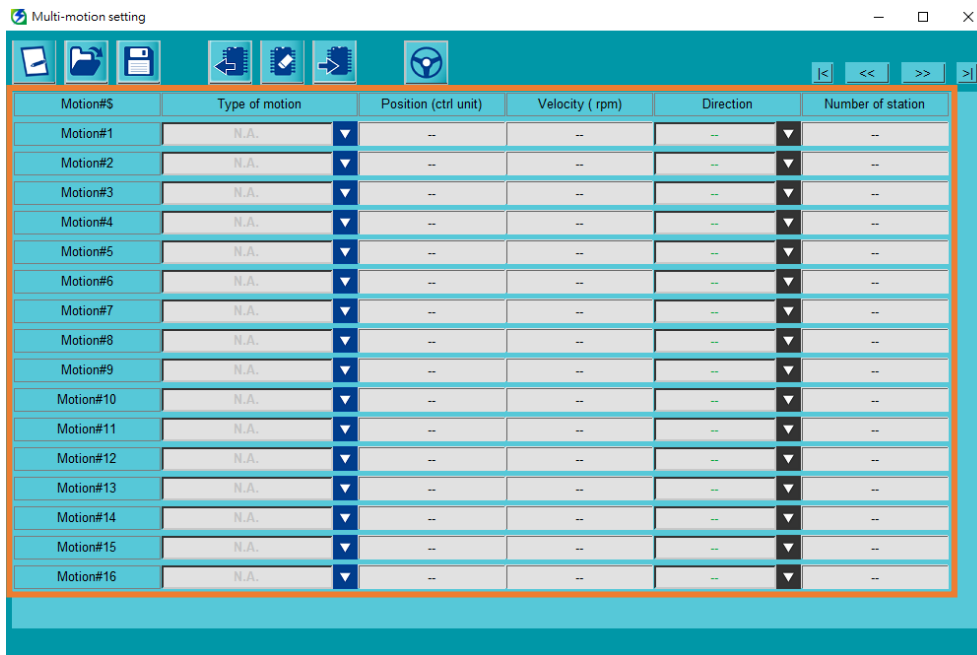 Multi-motion setting
|< << >> >|
Motion#$ Type of motion Position (ctrl unit) Velocity ( rpm) Direction Number of station
Motion#1 N.A. -- -- -- --
Motion#2 N.A. -- -- -- --
Motion#3 N.A. -- -- -- --
Motion#4 N.A. -- -- -- --
Motion#5 N.A. -- -- -- --
Motion#6 N.A. -- -- -- --
Motion#7 N.A. -- -- -- --
Motion#8 N.A. -- -- -- --
Motion#9 N.A. -- -- -- --
Motion#10 N.A. -- -- -- --
Motion#11 N.A. -- -- -- --
Motion#12 N.A. -- -- -- --
Motion#13 N.A. -- -- -- --
Motion#14 N.A. -- -- -- --
Motion#15 N.A. -- -- -- --
Motion#16 N.A. -- -- -- --